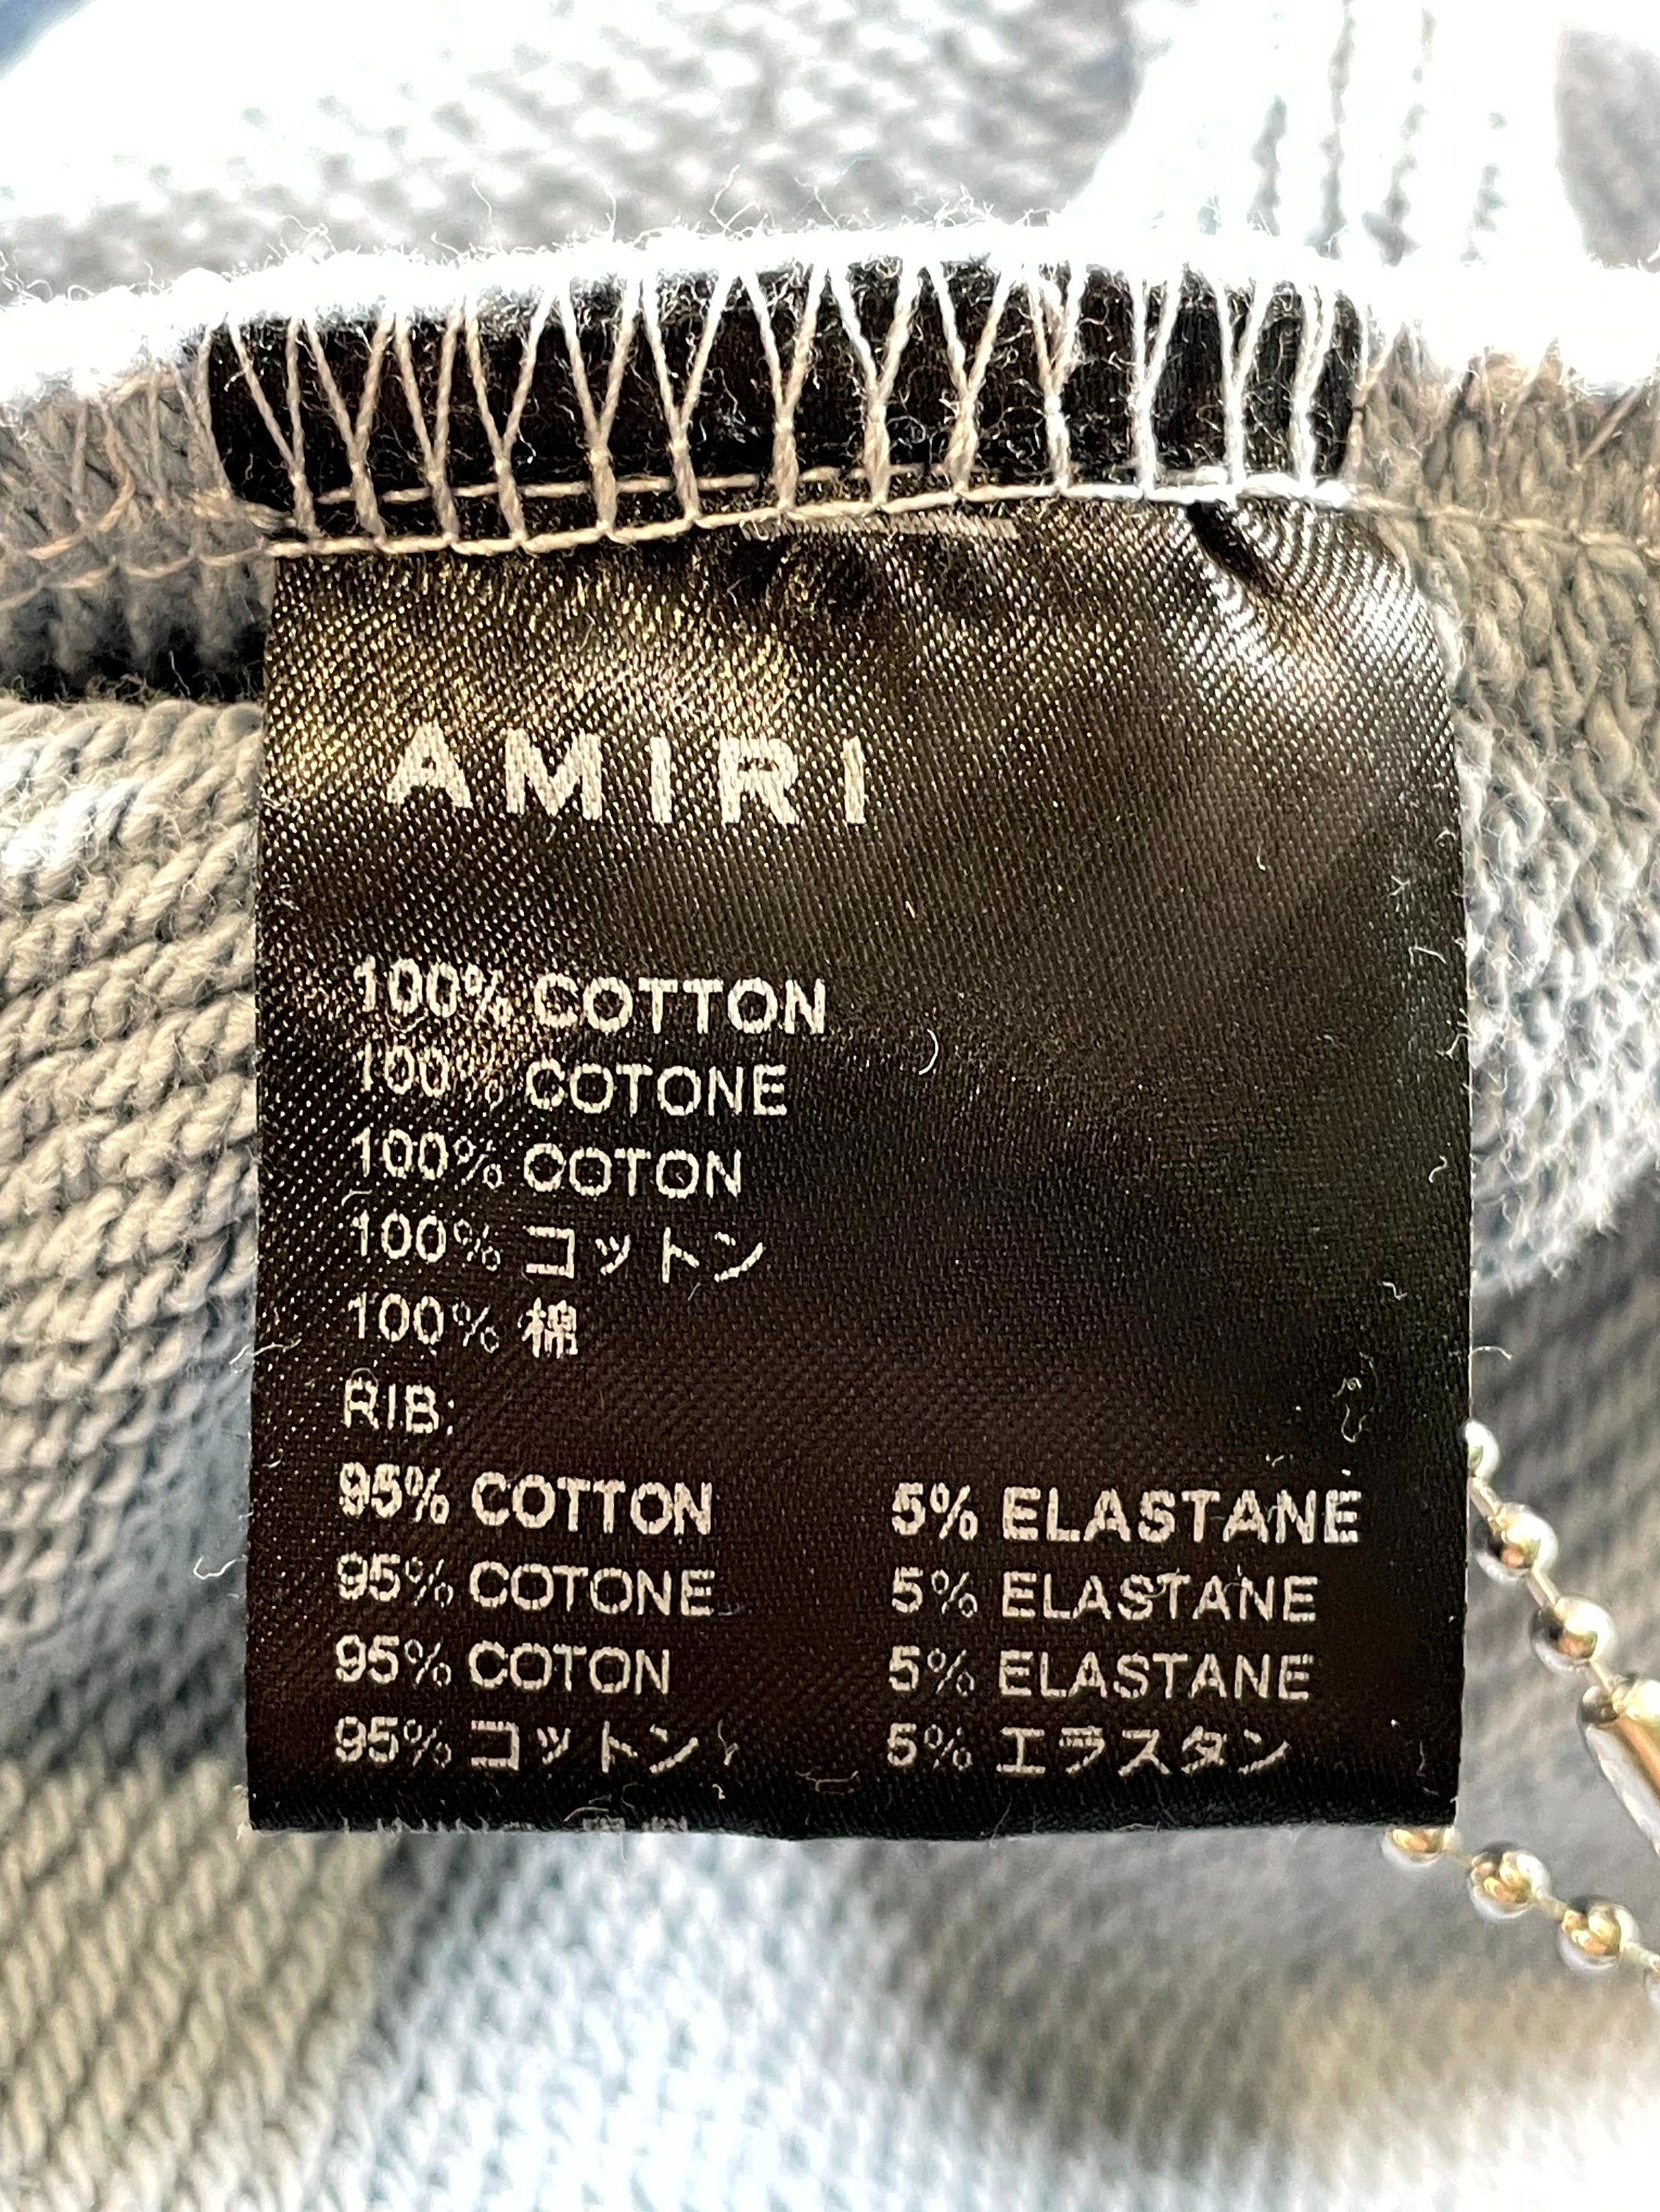 AMIRI
100% COTTON
100% COTONE
100% COTON
100% コットン
100% 棉
RIB:
95% COTTON 5% ELASTANE
95% COTONE 5% ELASTANE
95% COTON 5% ELASTANE
95% コットン 5% エラスタン